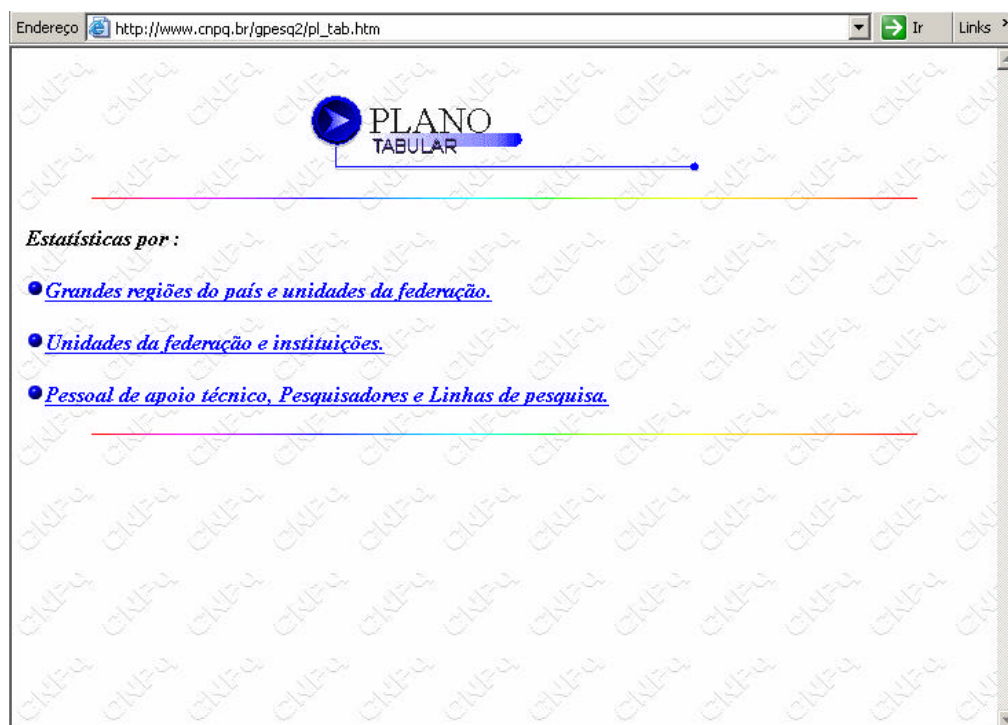 Endereço http://www.cnpq.br/gpesq2/pl_tab.htm Ir Links »
PLANO
TABULAR
Estatísticas por :
Grandes regiões do país e unidades da federação.
Unidades da federação e instituições.
Pessoal de apoio técnico, Pesquisadores e Linhas de pesquisa.